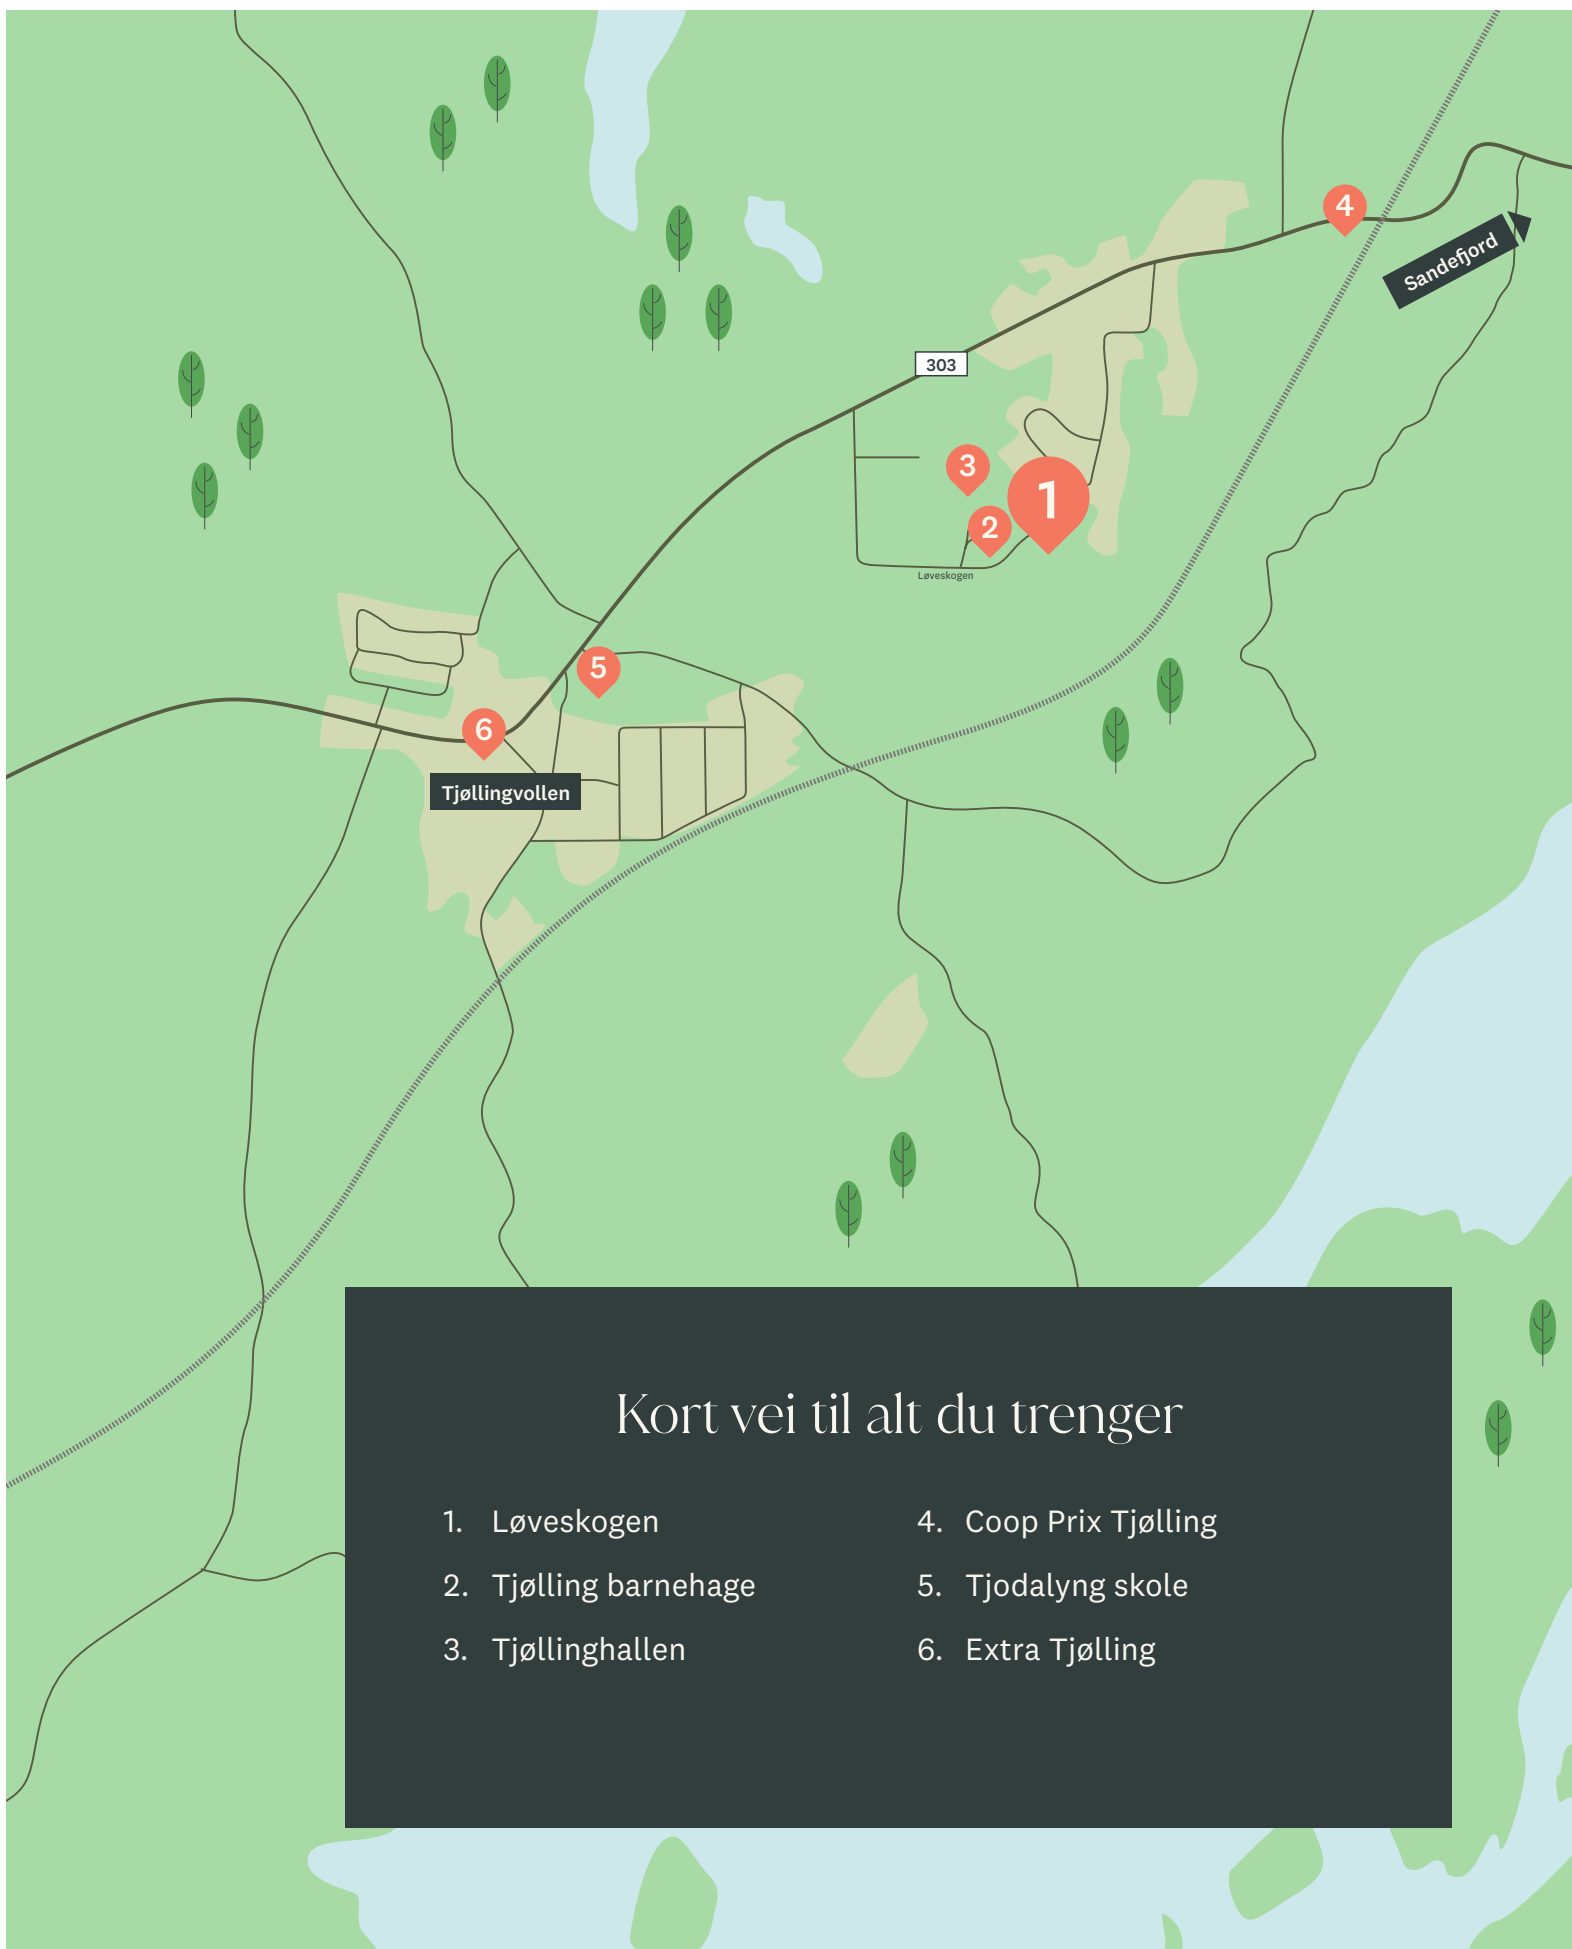 4
Sandefjord
303
3
1
2
Løveskogen
5
6
Tjøllingvollen
Kort vei til alt du trenger
1. Løveskogen
2. Tjølling barnehage
3. Tjøllinghallen
4. Coop Prix Tjølling
5. Tjodalyng skole
6. Extra Tjølling